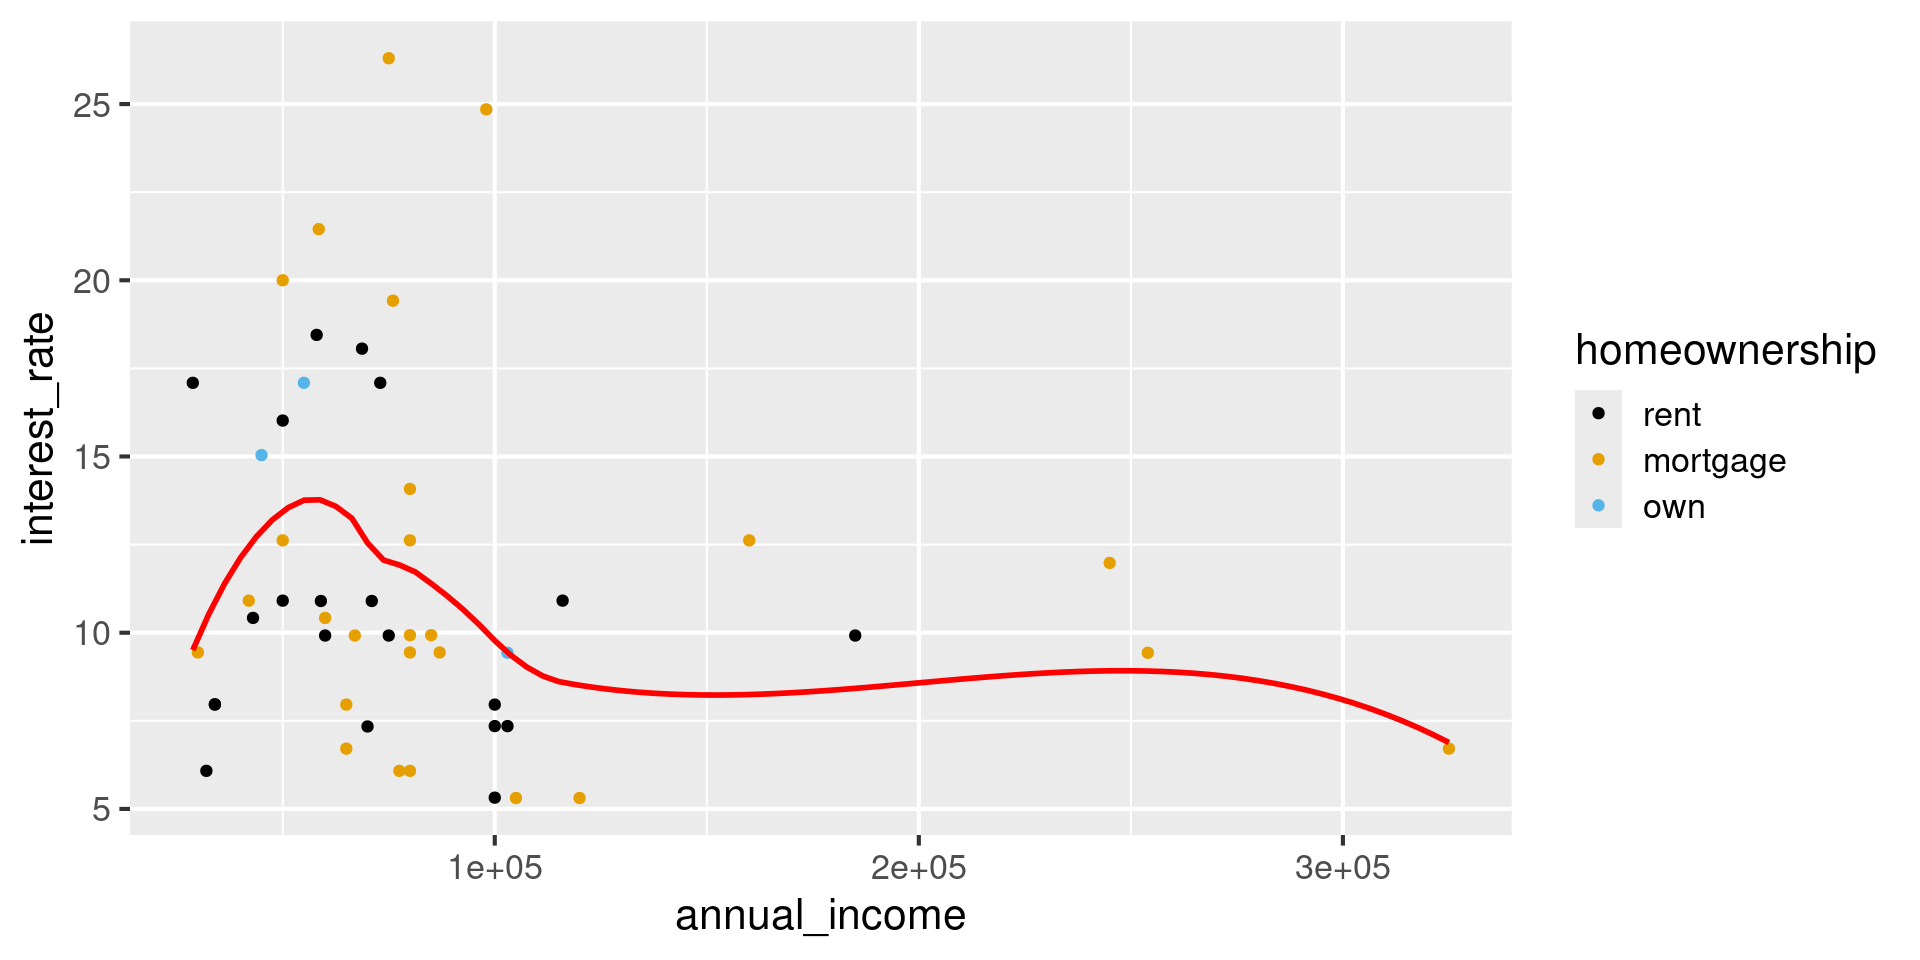 25
20
15
10
5
interest_rate
1e+05
2e+05
3e+05
annual_income
homeownership
rent
mortgage
own